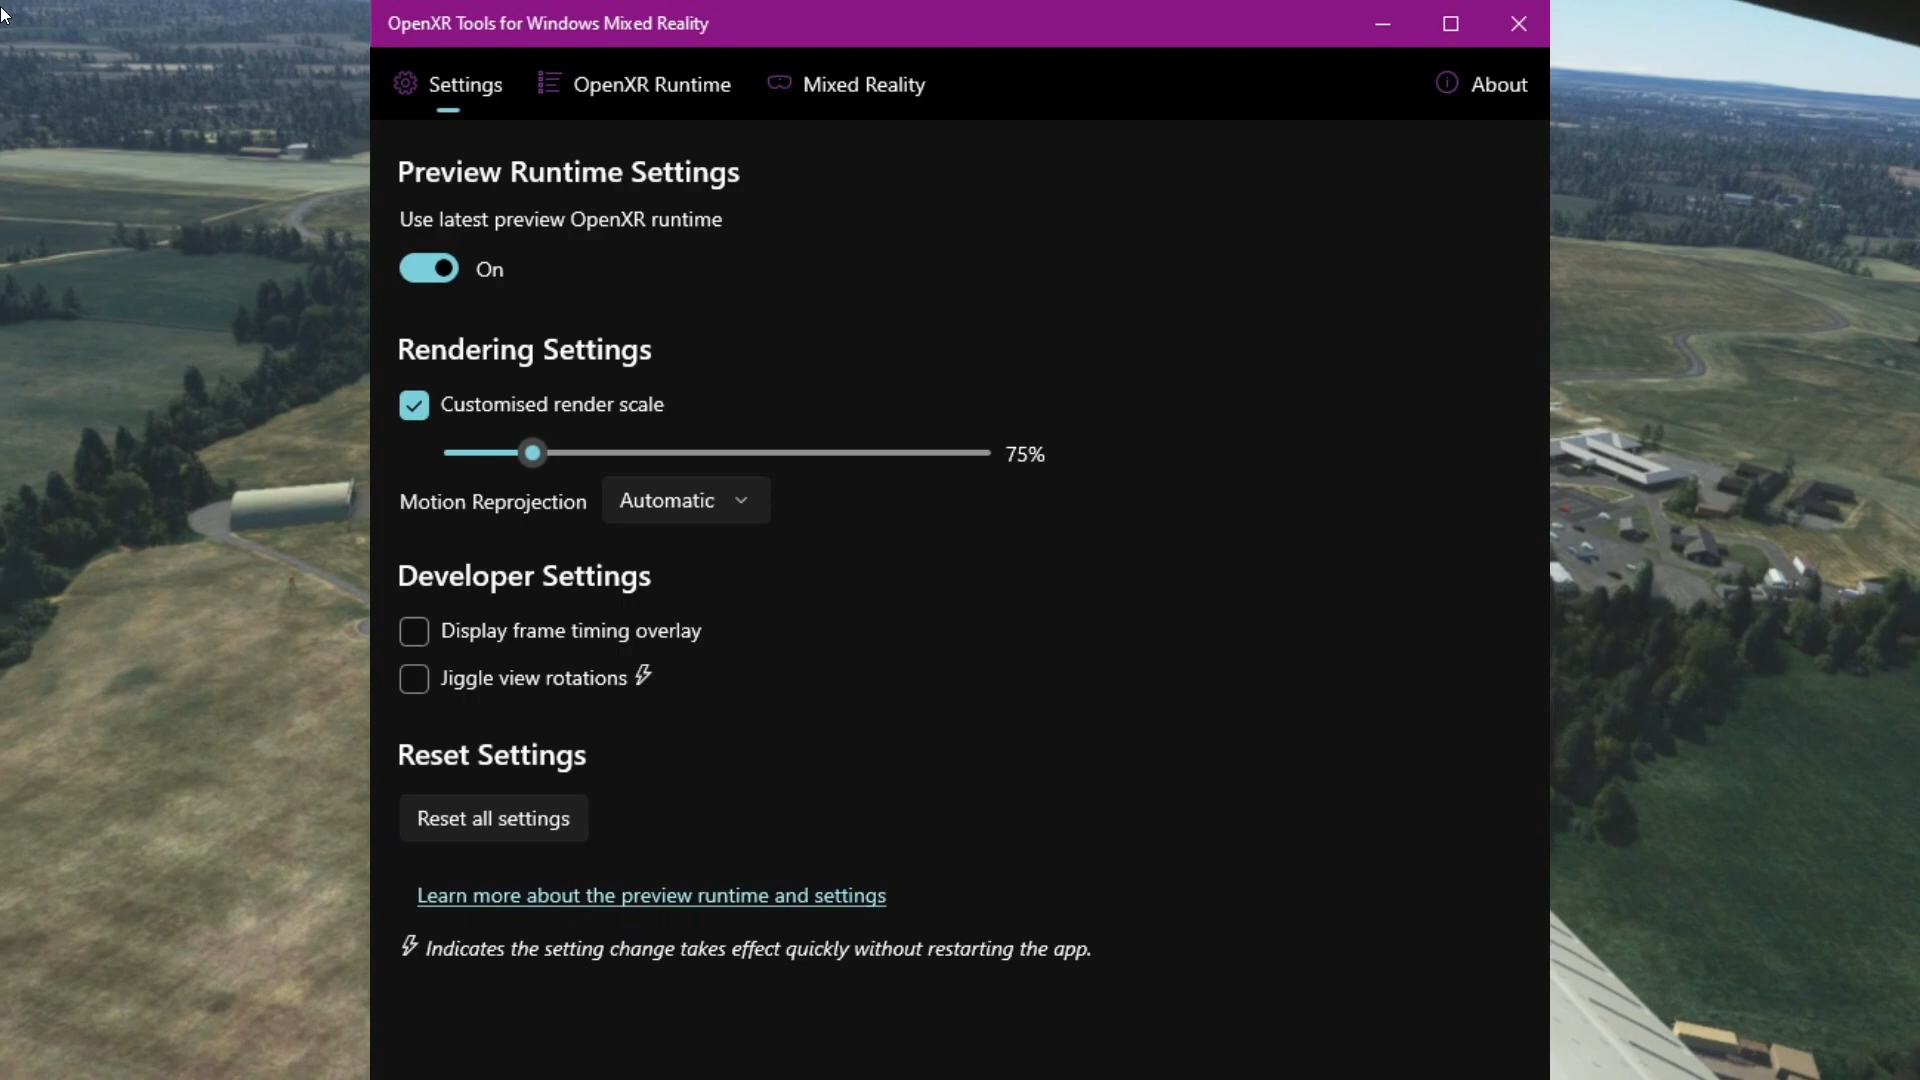 OpenXR Tools for Windows Mixed Reality
Settings
OpenXR Runtime
Mixed Reality
About
Preview Runtime Settings
Use latest preview OpenXR runtime
On
Rendering Settings
Customised render scale
75%
Motion Reprojection
Automatic
Developer Settings
Display frame timing overlay
Jiggle view rotations
Reset Settings
Reset all settings
Learn more about the preview runtime and settings
Indicates the setting change takes effect quickly without restarting the app.